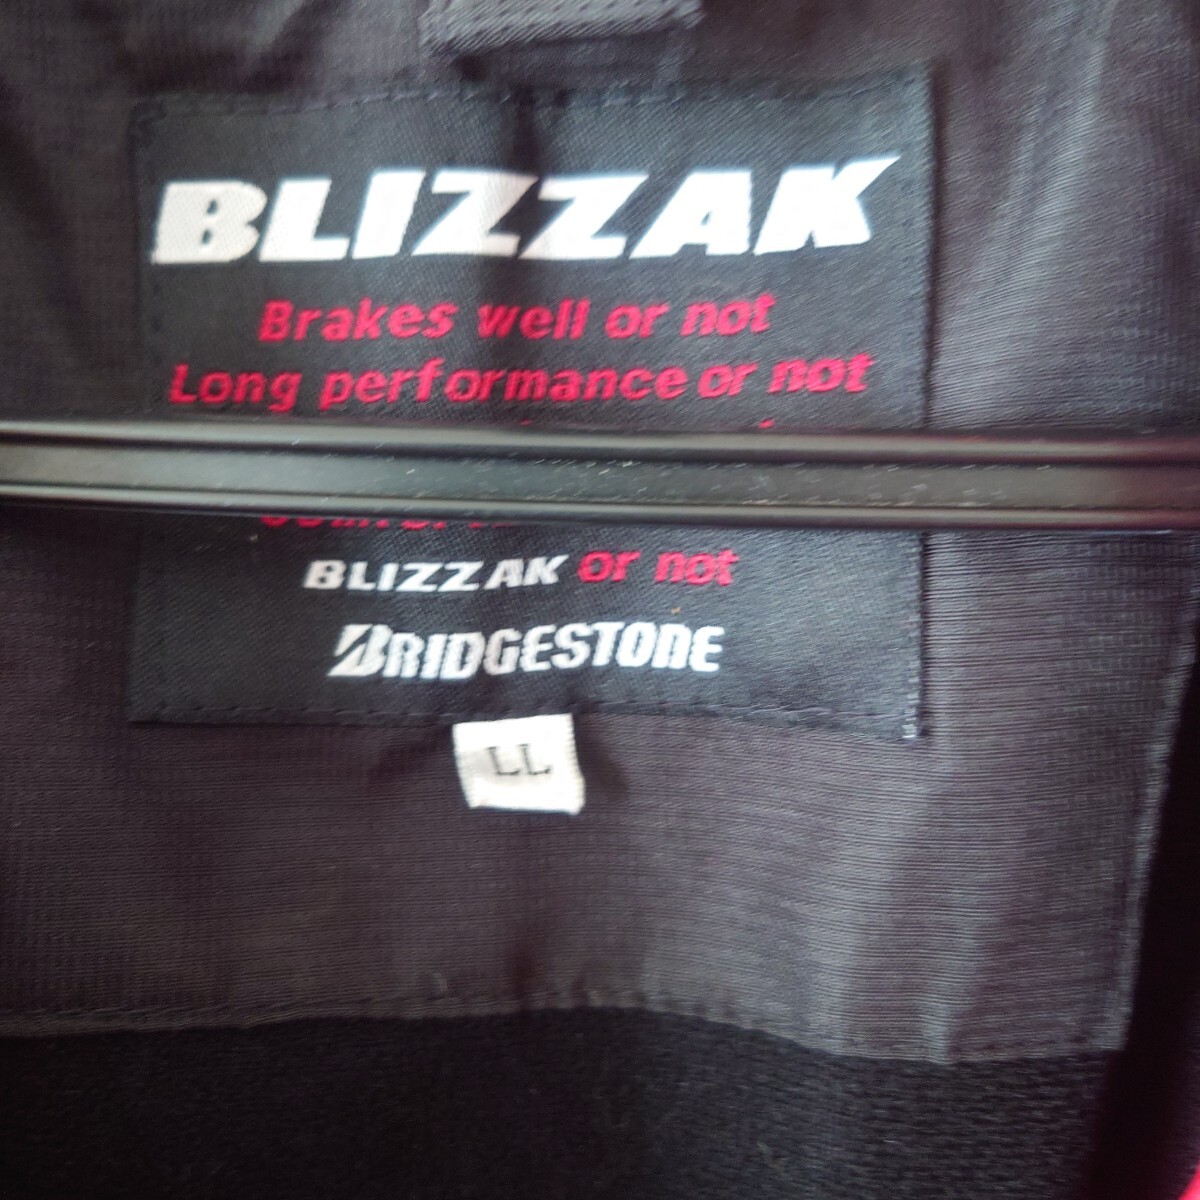 BLIZZAK
Brakes well or not
Long performance or not
BLIZZAK or not
BRIDGESTONE
LL